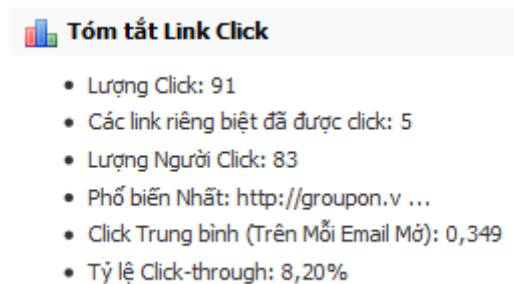 Tóm tắt Link Click
• Lượng Click: 91
• Các link riêng biệt đã được click: 5
• Lượng Người Click: 83
• Phổ biến Nhất: http://groupon.v ...
• Click Trung bình (Trên Mỗi Email Mở): 0,349
• Tỷ lệ Click-through: 8,20%